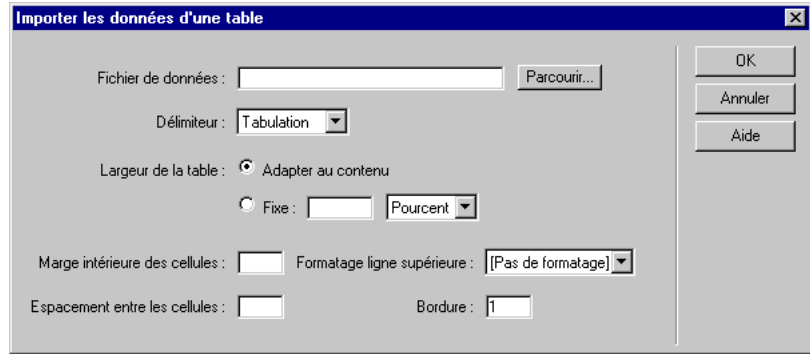 Importer les données d'une table
Fichier de données : Parcourir... OK
Annuler
Délimiteur : Tabulation
Aide
Largeur de la table : Adapter au contenu
Fixe : Pourcent
Marge intérieure des cellules : Formatage ligne supérieure : [Pas de formatage]
Espacement entre les cellules : Bordure : 1